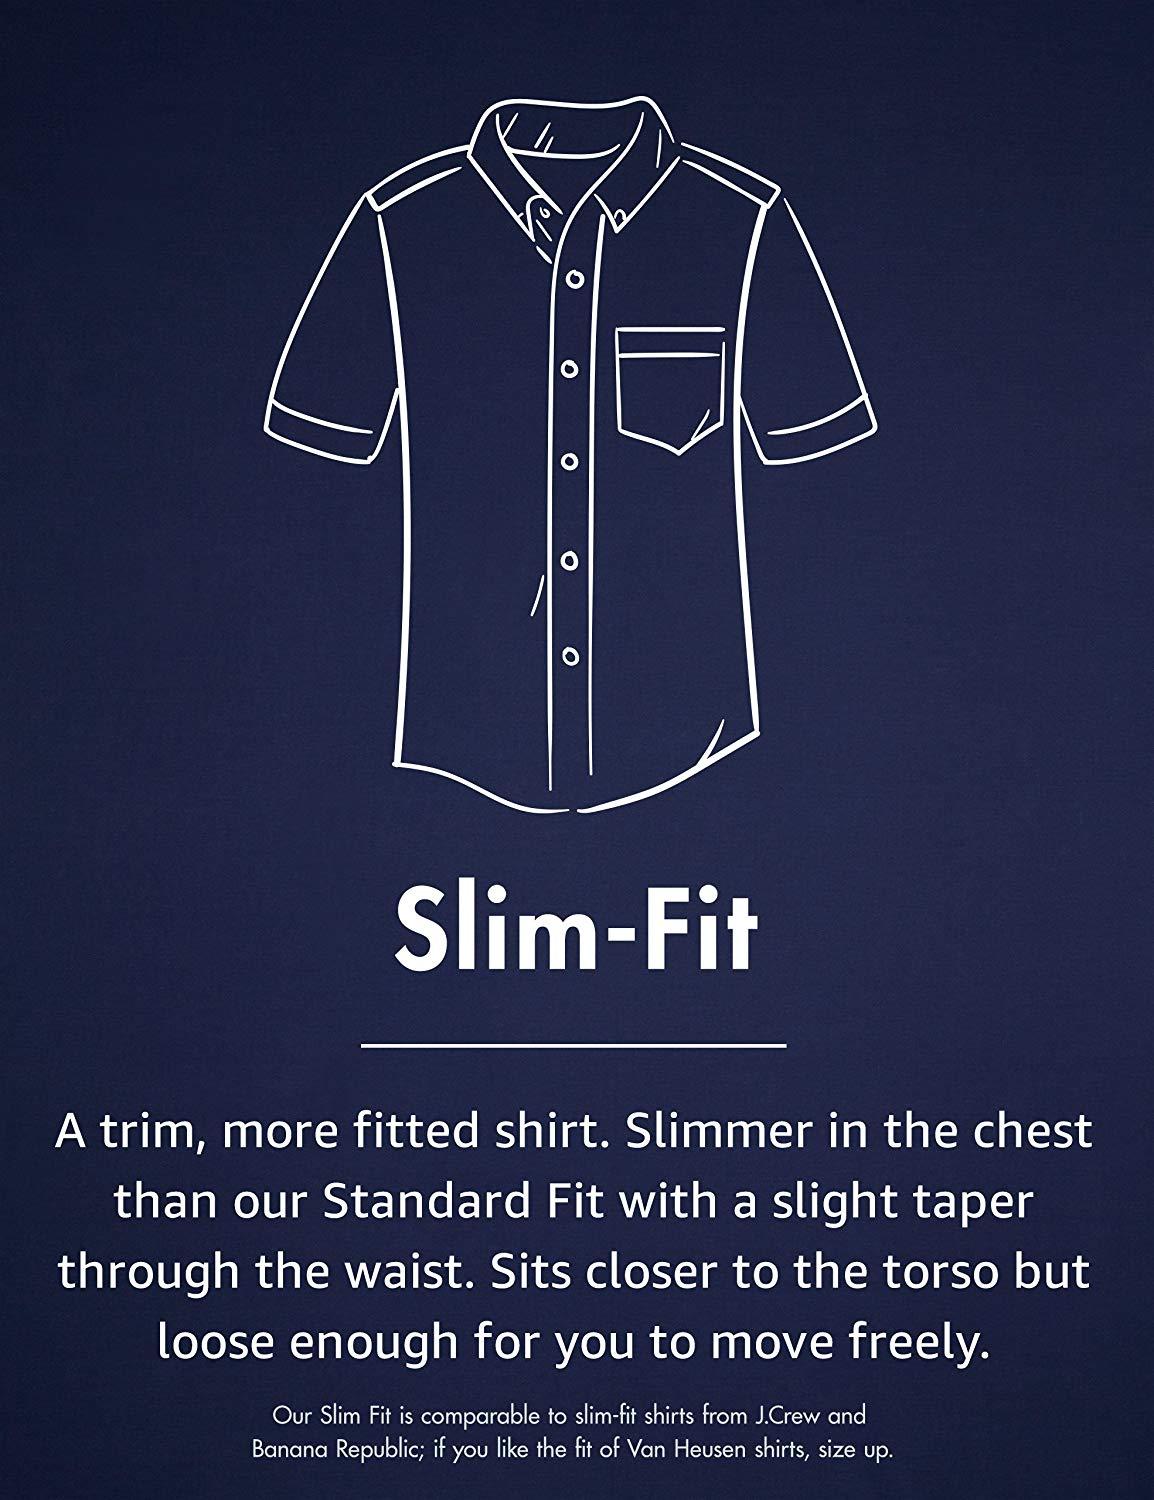 Slim-Fit
A trim, more fitted shirt. Slimmer in the chest
than our Standard Fit with a slight taper
through the waist. Sits closer to the torso but
loose enough for you to move freely.
Our Slim Fit is comparable to slim-fit shirts from J.Crew and
Banana Republic; if you like the fit of Van Heusen shirts, size up.